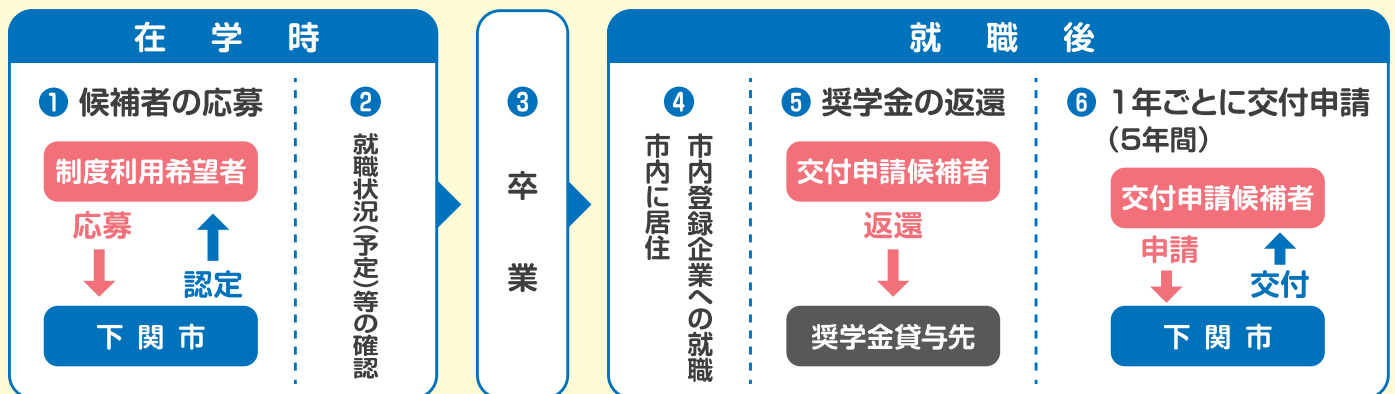 在学時
❶ 候補者の応募
制度利用希望者
応募
認定
下関市
❷
就職状況(予定)等の確認
❸
卒業
就職後
❹
市内登録企業への就職
市内に居住
❺ 奨学金の返還
交付申請候補者
返還
奨学金貸与先
❻ 1年ごとに交付申請
(5年間)
交付申請候補者
申請
交付
下関市